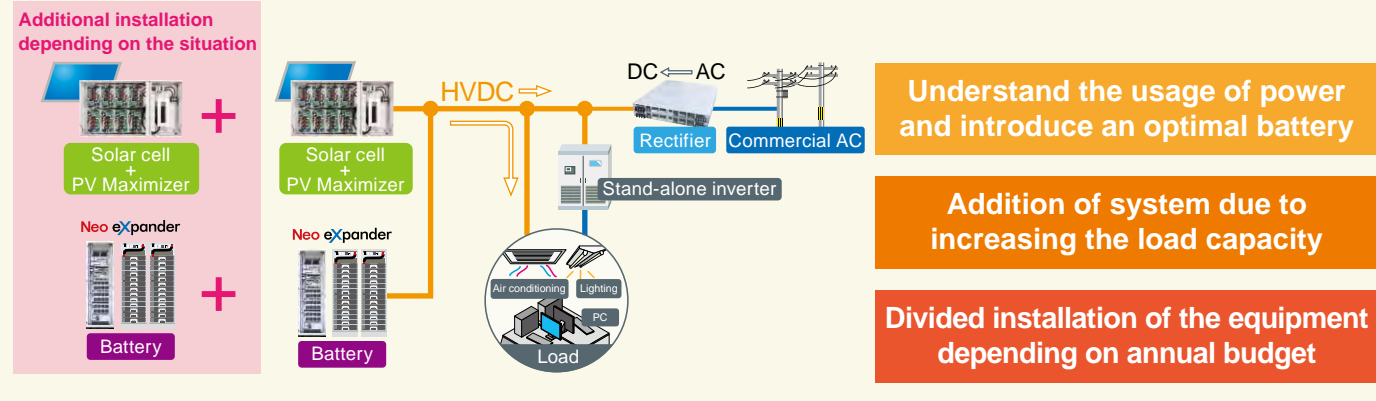 Additional installation
depending on the situation
Solar cell
+
PV Maximizer
+
Neo eXpander
Battery
+
Solar cell
+
PV Maximizer
Neo eXpander
Battery
HVDC ⇒
DC ⇐ AC
Rectifier
Commercial AC
Stand-alone inverter
Air conditioning
Lighting
PC
Load
Understand the usage of power
and introduce an optimal battery
Addition of system due to
increasing the load capacity
Divided installation of the equipment
depending on annual budget